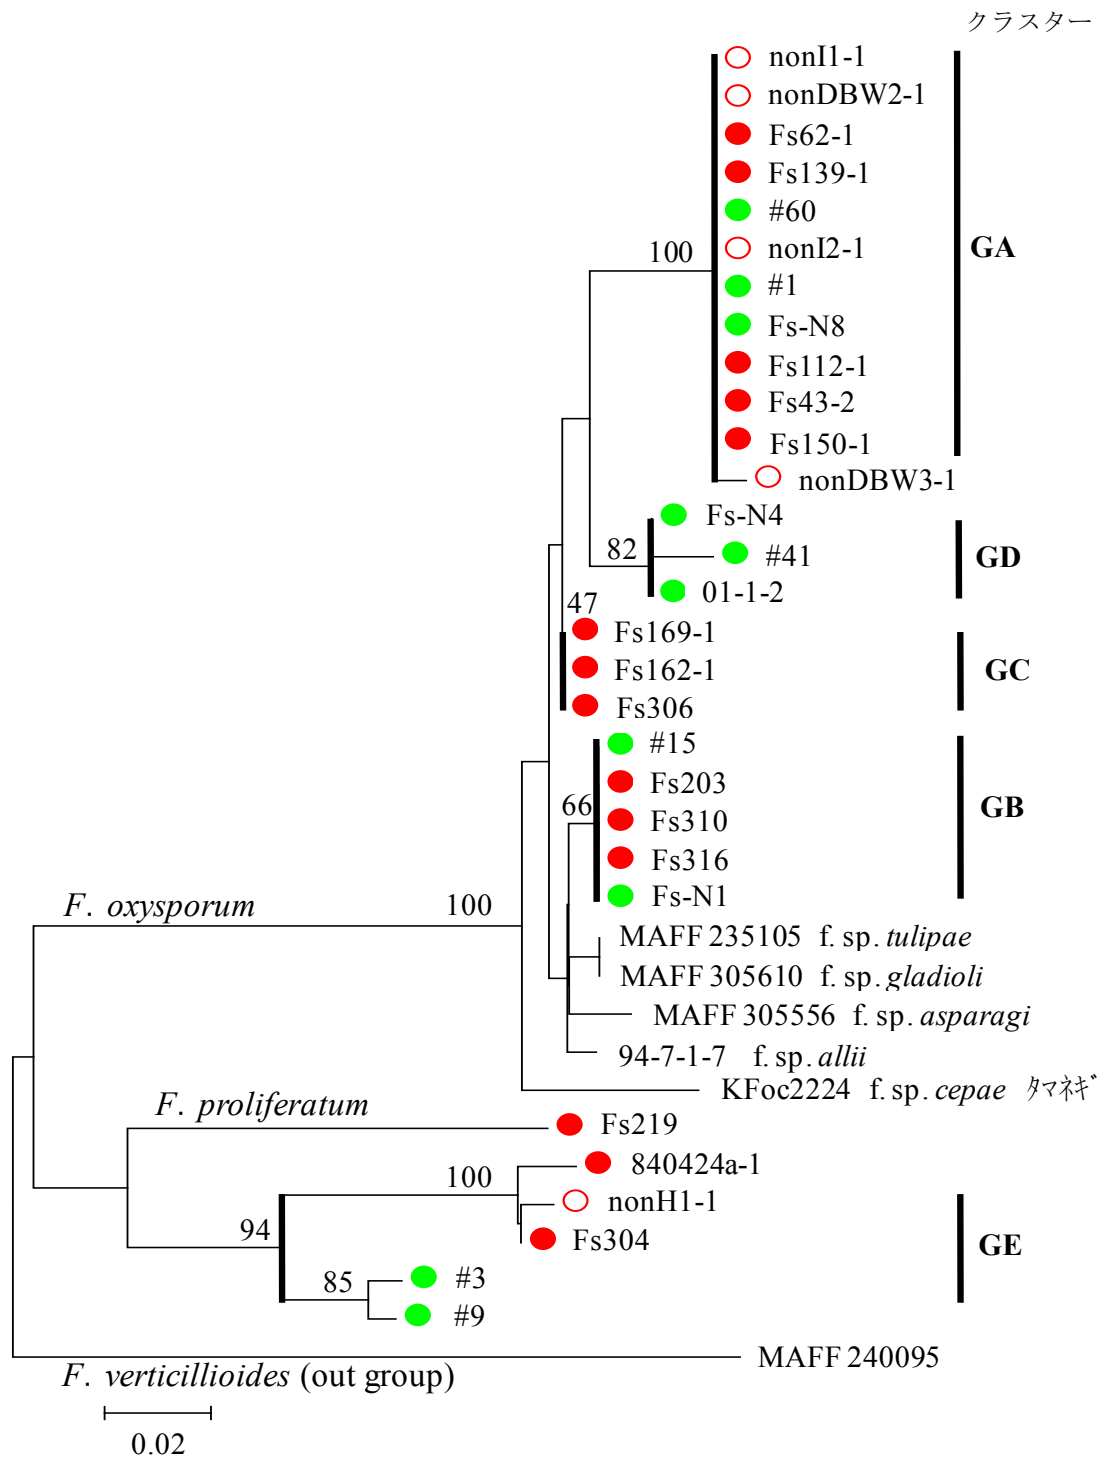 クラスター
nonI1-1
nonDBW2-1
Fs62-1
Fs139-1
#60
nonI2-1
100
GA
#1
Fs-N8
Fs112-1
Fs43-2
Fs150-1
nonDBW3-1
Fs-N4
82
#41
GD
01-1-2
47
Fs169-1
Fs162-1
GC
Fs306
#15
Fs203
66
GB
Fs310
Fs316
Fs-N1
F. oxysporum
100
MAFF 235105 f. sp. tulipae
MAFF 305610 f. sp. gladioli
MAFF 305556 f. sp. asparagi
94-7-1-7 f. sp. allii
KFoc2224 f. sp. cepae ﾀﾏﾈｷﾞ
F. proliferatum
Fs219
840424a-1
100
nonH1-1
94
Fs304
GE
85
#3
#9
MAFF 240095
F. verticillioides (out group)
0.02